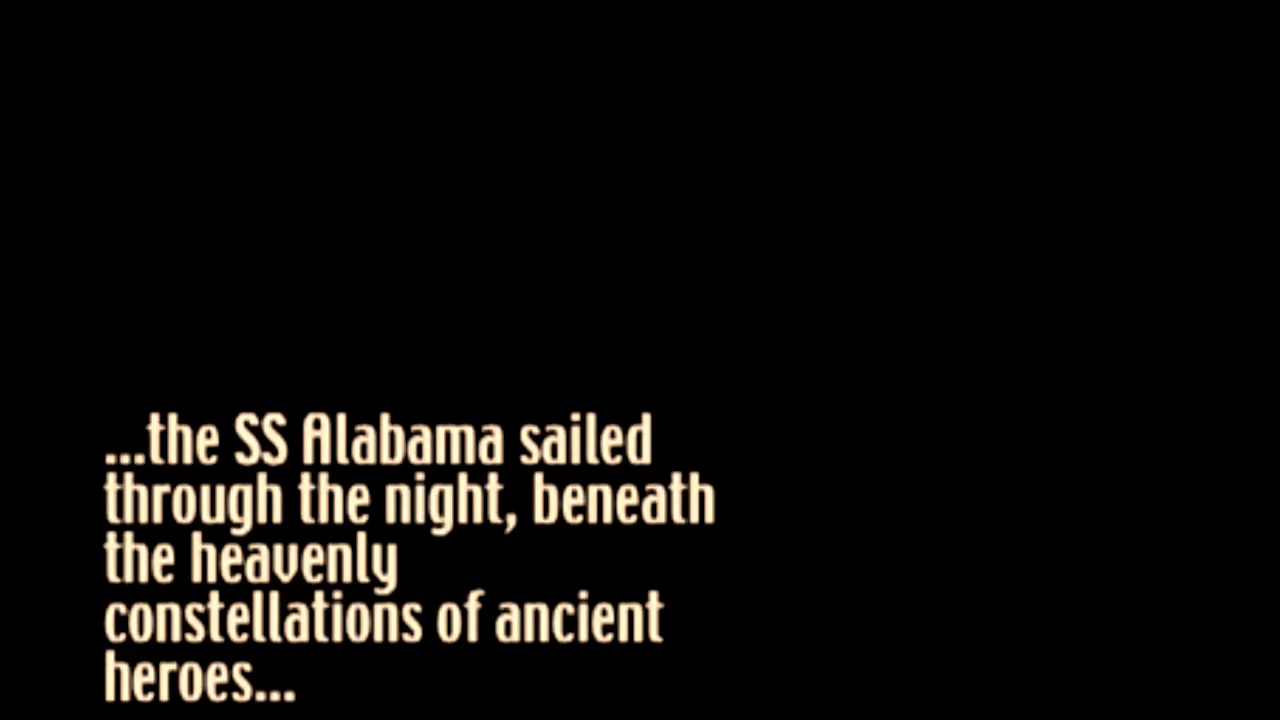 ...the SS Alabama sailed
through the night, beneath
the heavenly
constellations of ancient
heroes...